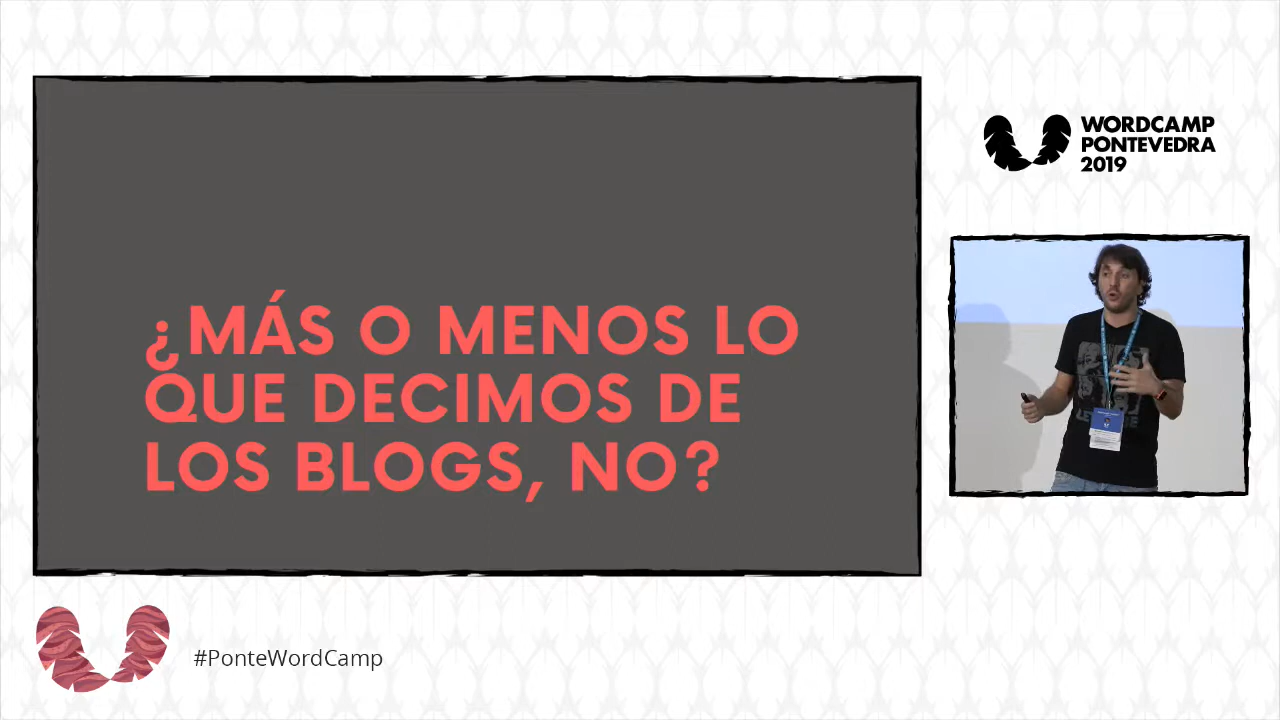 ¿MÁS O MENOS LO
QUE DECIMOS DE
LOS BLOGS, NO?
WORDCAMP
PONTEVEDRA
2019
#PonteWordCamp